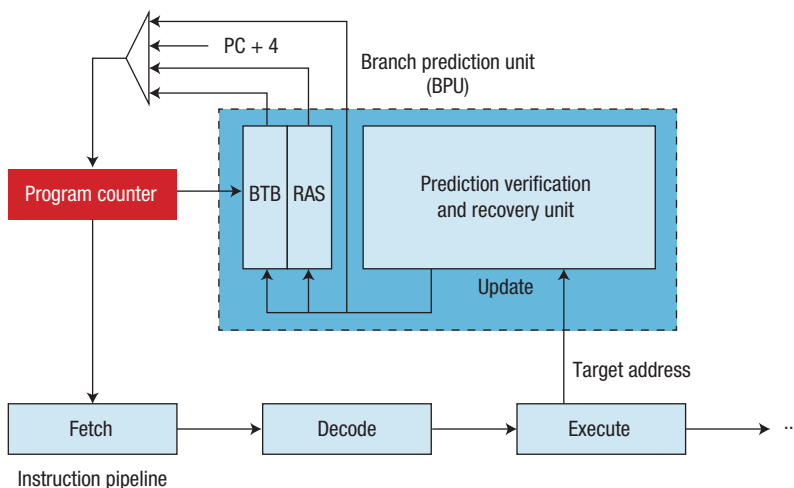 PC + 4
Branch prediction unit
(BPU)
Program counter
BTB
RAS
Prediction verification
and recovery unit
Update
Target address
Fetch
Decode
Execute
..
Instruction pipeline